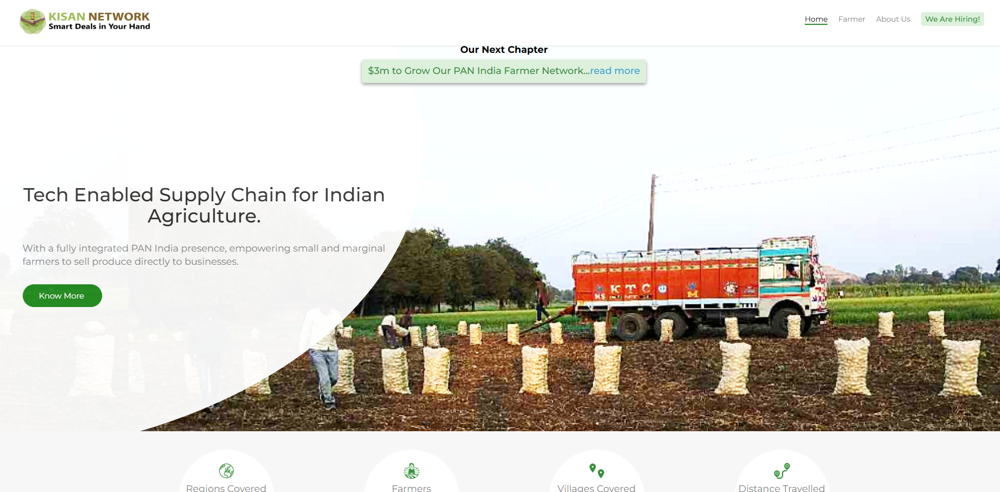 KISAN NETWORK
Smart Deals in Your Hand
Home
Farmer
About Us
We Are Hiring!
Our Next Chapter
$3m to Grow Our PAN India Farmer Network...read more
Tech Enabled Supply Chain for Indian
Agriculture.
With a fully integrated PAN India presence, empowering small and marginal
farmers to sell produce directly to businesses.
Know More
K T C
M
NS
Regions Covered
Farmers
Villages Covered
Distance Travelled